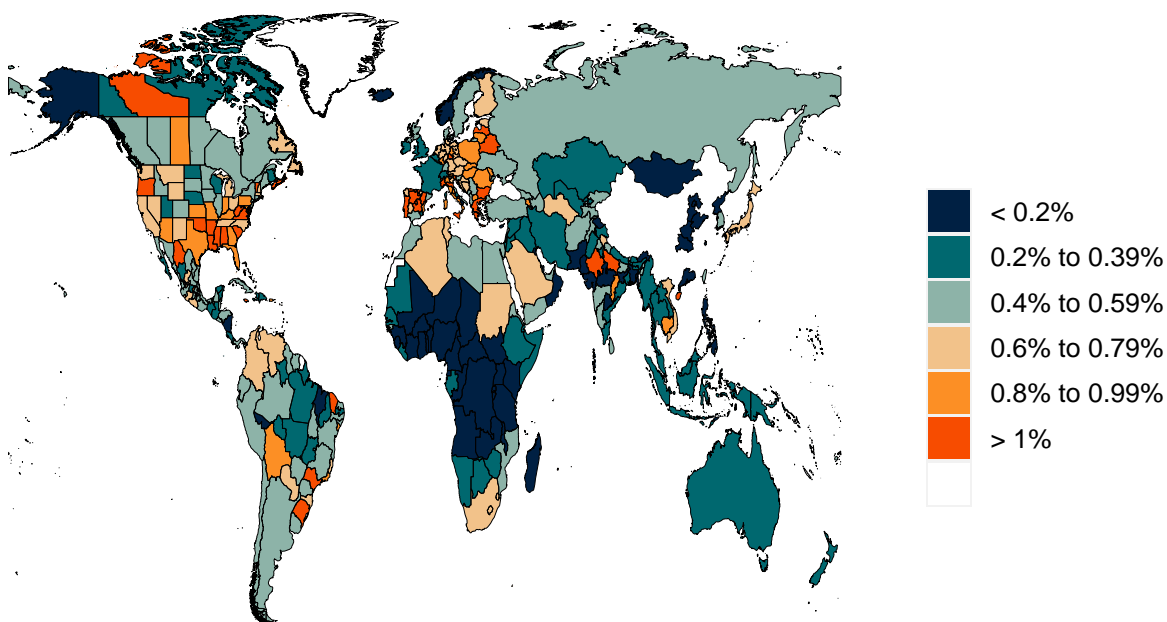 < 0.2%
0.2% to 0.39%
0.4% to 0.59%
0.6% to 0.79%
0.8% to 0.99%
> 1%